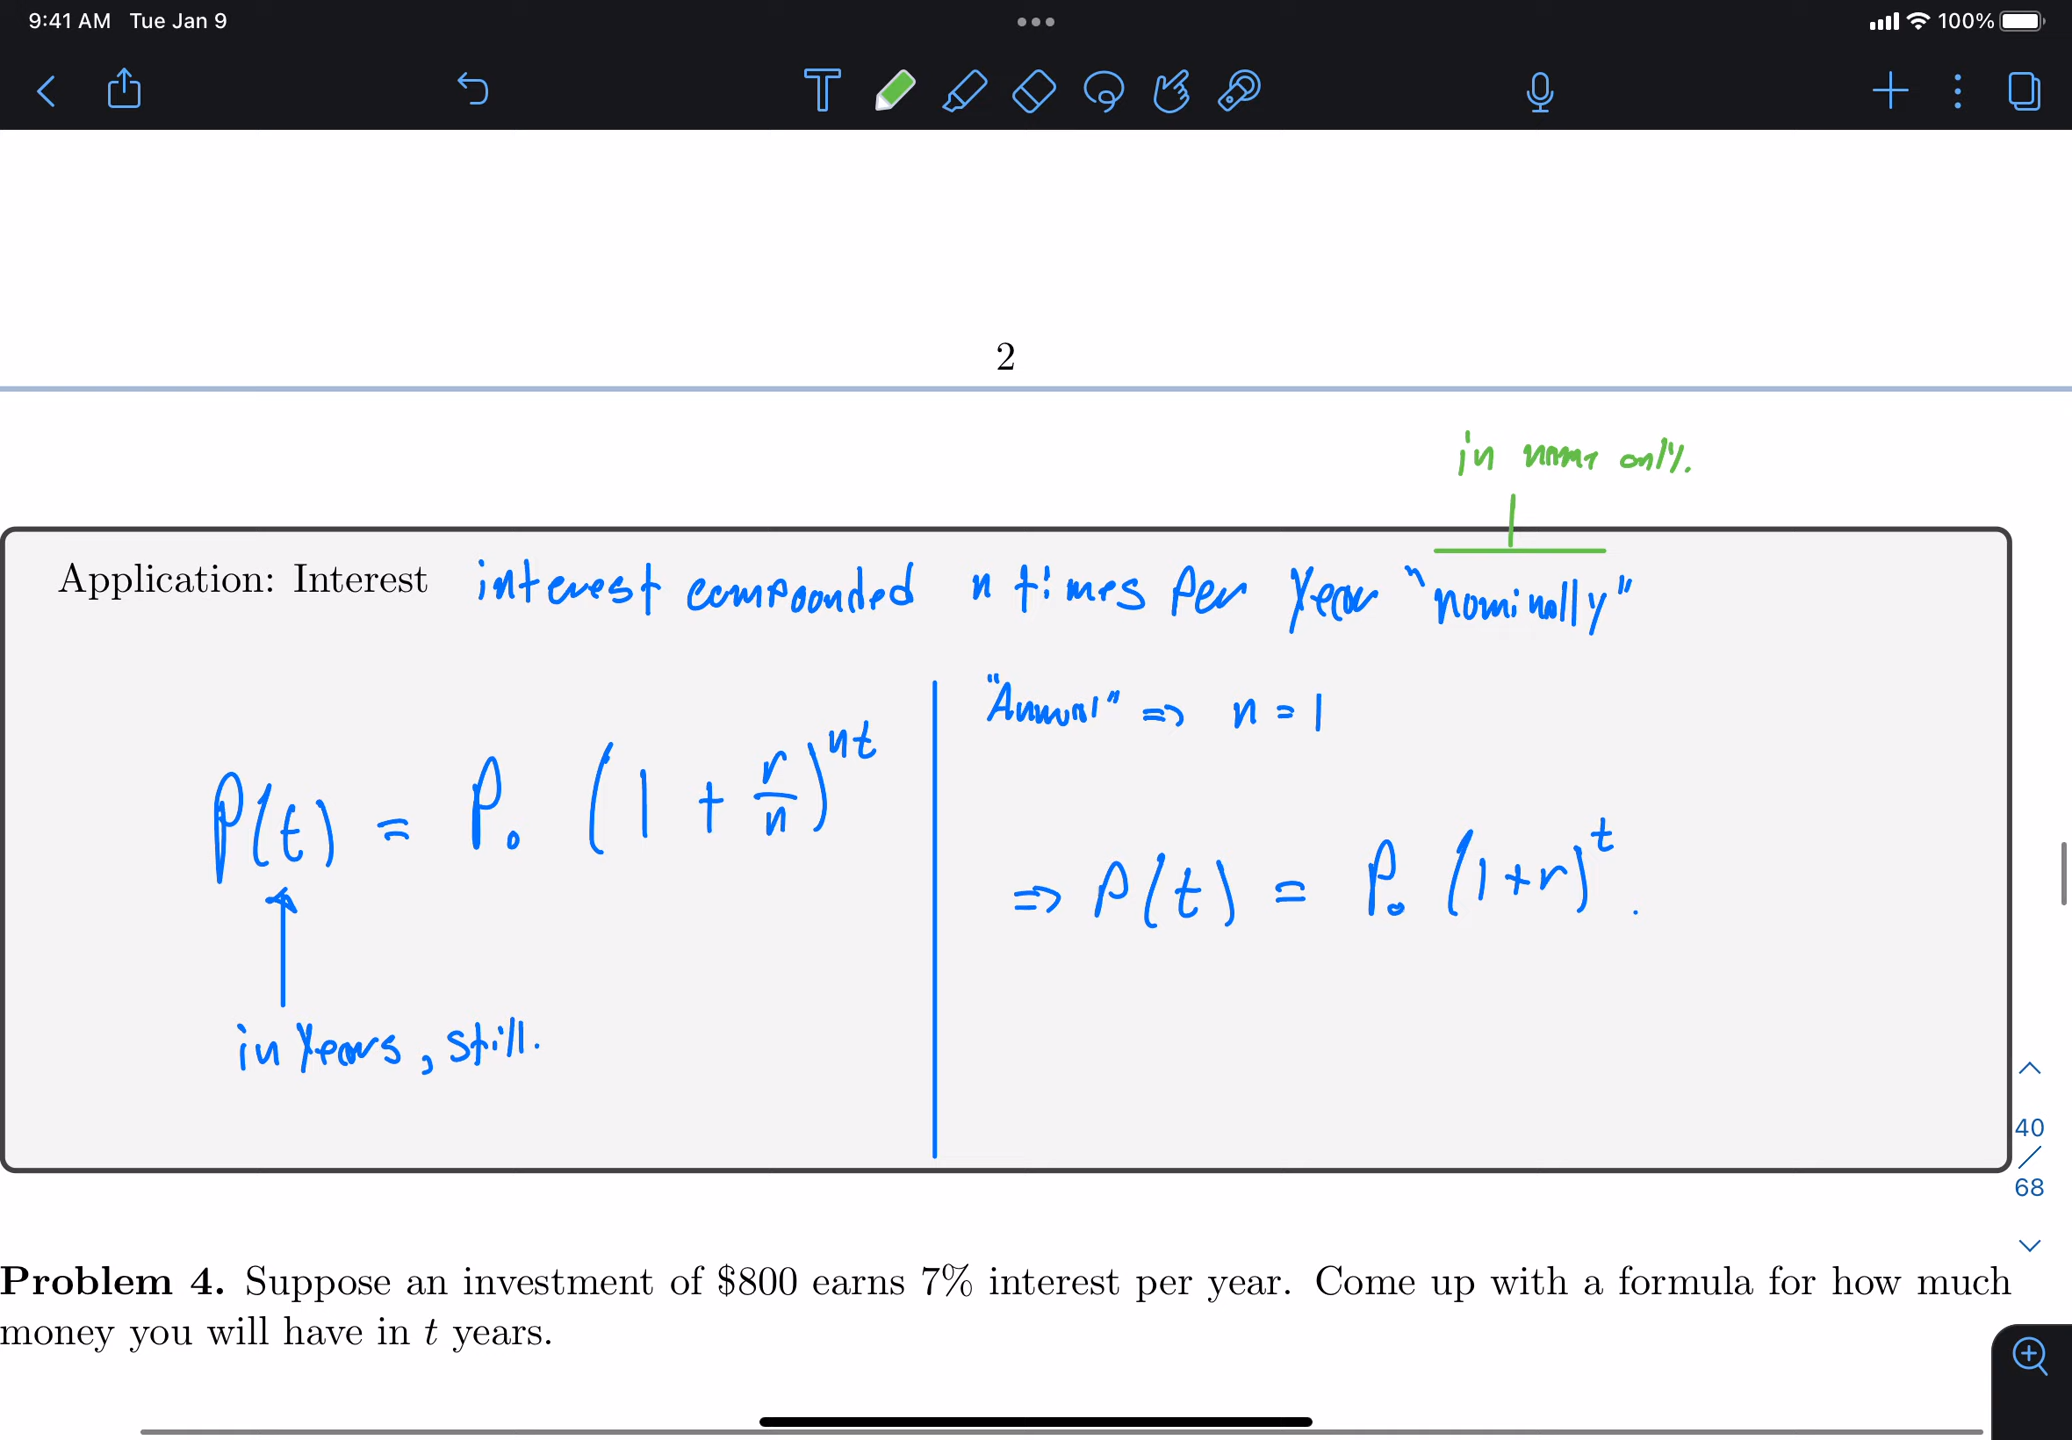 9:41 AM Tue Jan 9
100%
2
in name only.
Application: Interest interest compounded n times per year "nominally"
"Annual" ⇒ n = 1
P(t) = P₀ (1 + r/n)^nt
⇒ P(t) = P₀ (1+r)^t.
in years, still.
40
/
68
Problem 4. Suppose an investment of $800 earns 7% interest per year. Come up with a formula for how much
money you will have in t years.